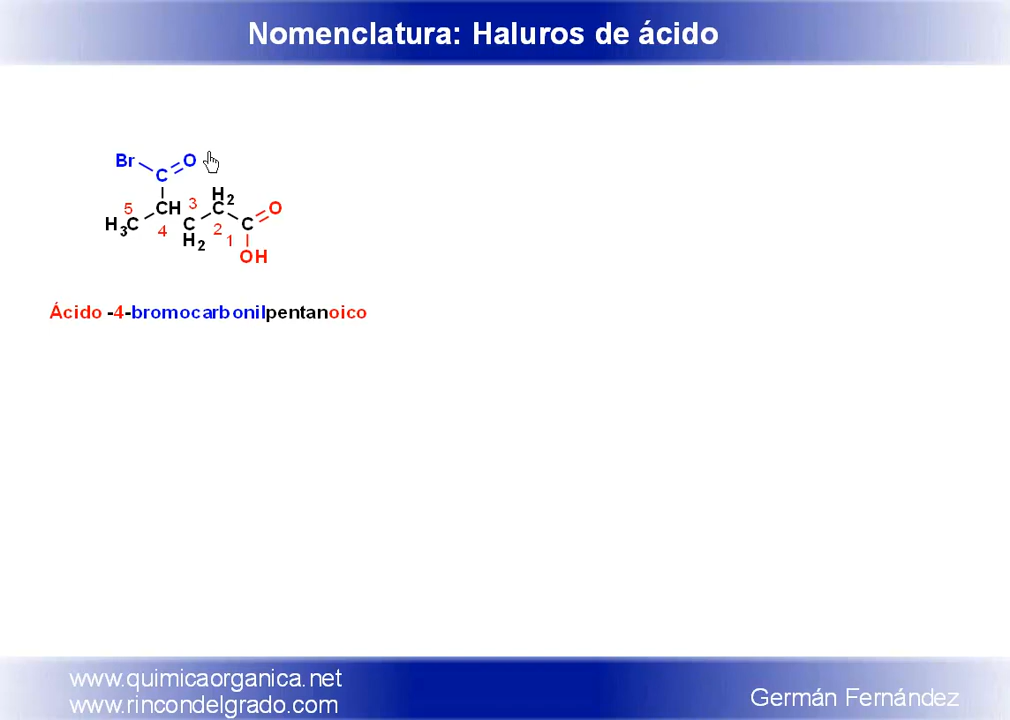 Nomenclatura: Haluros de ácido
Br O
C
H2
5 CH 3 C O
H3C C C
4 H2 2 1
OH
Ácido -4-bromocarbonilpentanoico
www.quimicaorganica.net
www.rincondelgrado.com
Germán Fernández